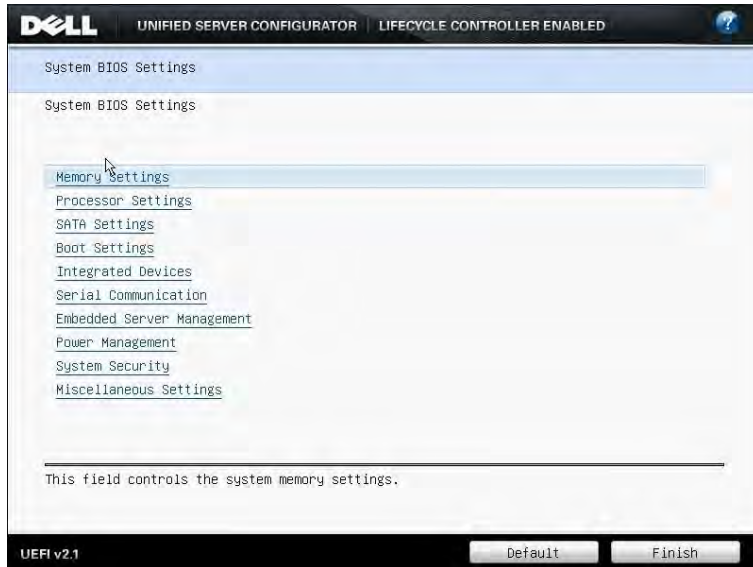 DELL UNIFIED SERVER CONFIGURATOR | LIFECYCLE CONTROLLER ENABLED ?
System BIOS Settings
System BIOS Settings
Memory Settings
Processor Settings
SATA Settings
Boot Settings
Integrated Devices
Serial Communication
Embedded Server Management
Power Management
System Security
Miscellaneous Settings
This field controls the system memory settings.
UEFI v2.1 Default Finish